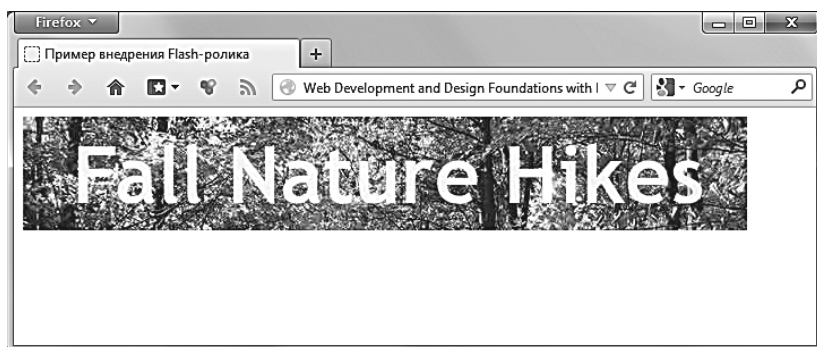 Firefox
Пример внедрения Flash-ролика
Web Development and Design Foundations with
Google
Fall Nature Hikes